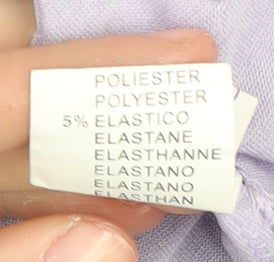 POLIESTER
POLYESTER
5% ELASTICO
ELASTANE
ELASTHANNE
ELASTANO
ELASTANO
ELASTHAN